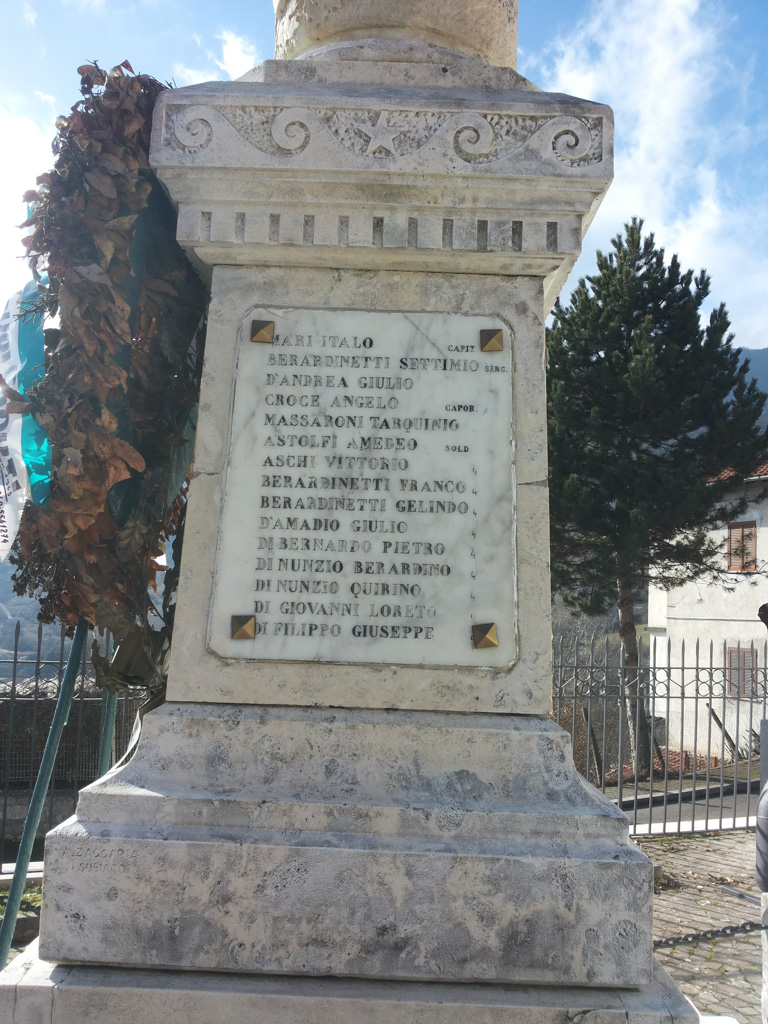 MARI ITALO CAPIT
BERARDINETTI SETTIMIO SERG.
D'ANDREA GIULIO
CROCE ANGELO CAPOR.
MASSARONI TARQUINIO
ASTOLFI AMEDEO SOLD
ASCHI VITTORIO
BERARDINETTI FRANCO
BERARDINETTI GELINDO
D'AMADIO GIULIO
DI BERNARDO PIETRO
DI NUNZIO BERARDINO
DI NUNZIO QUIRINO
DI GIOVANNI LORETO
DI FILIPPO GIUSEPPE
ZACCARIA
SUBIACO